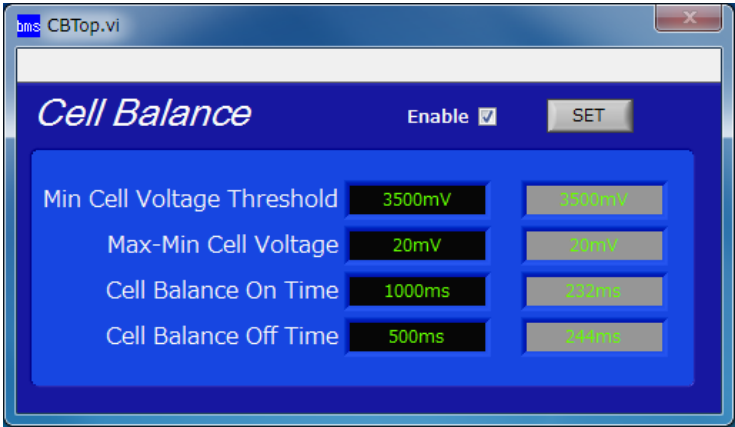 bms CBTop.vi
Cell Balance Enable SET
Min Cell Voltage Threshold 3500mV 3500mV
Max-Min Cell Voltage 20mV 20mV
Cell Balance On Time 1000ms 232ms
Cell Balance Off Time 500ms 244ms